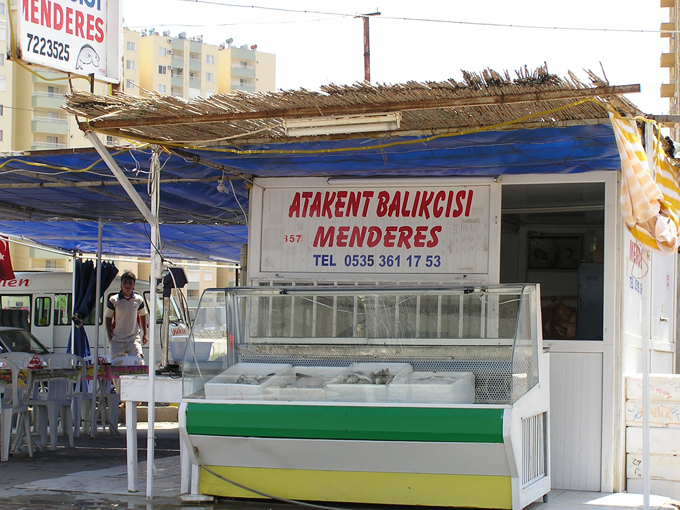 MENDERES
7223525
ATAKENT BALIKCISI
357 MENDERES
TEL 0535 361 17 53